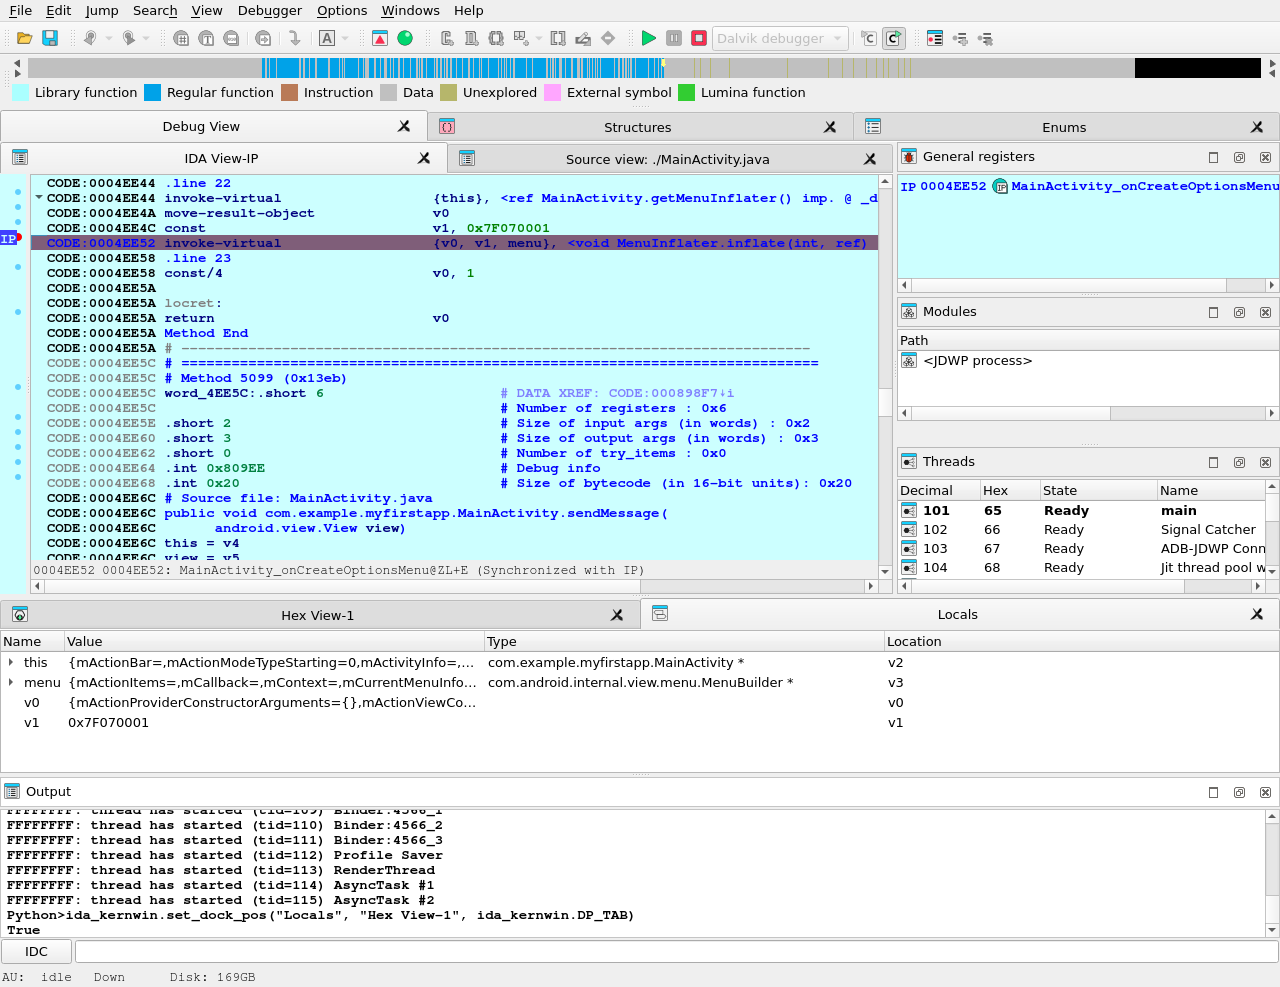 File Edit Jump Search View Debugger Options Windows Help
Dalvik debugger
Library function Regular function Instruction Data Unexplored External symbol Lumina function
Debug View Structures Enums
IDA View-IP Source view: ./MainActivity.java
CODE:0004EE44 .line 22
CODE:0004EE44 invoke-virtual {this}, <ref MainActivity.getMenuInflater() imp. @ _d
CODE:0004EE4A move-result-object v0
CODE:0004EE4C const v1, 0x7F070001
IP CODE:0004EE52 invoke-virtual {v0, v1, menu}, <void MenuInflater.inflate(int, ref)
CODE:0004EE58 .line 23
CODE:0004EE58 const/4 v0, 1
CODE:0004EE5A
CODE:0004EE5A locret:
CODE:0004EE5A return v0
CODE:0004EE5A Method End
CODE:0004EE5A # ---------------------------------------------------------------------------
CODE:0004EE5C # ============================================================================
CODE:0004EE5C # Method 5099 (0x13eb)
CODE:0004EE5C word_4EE5C:.short 6 # DATA XREF: CODE:000898F7↓i
CODE:0004EE5C # Number of registers : 0x6
CODE:0004EE5E .short 2 # Size of input args (in words) : 0x2
CODE:0004EE60 .short 3 # Size of output args (in words) : 0x3
CODE:0004EE62 .short 0 # Number of try_items : 0x0
CODE:0004EE64 .int 0x809EE # Debug info
CODE:0004EE68 .int 0x20 # Size of bytecode (in 16-bit units): 0x20
CODE:0004EE6C # Source file: MainActivity.java
CODE:0004EE6C public void com.example.myfirstapp.MainActivity.sendMessage(
CODE:0004EE6C android.view.View view)
CODE:0004EE6C this = v4
CODE:0004EE6C view = v5
0004EE52 0004EE52: MainActivity_onCreateOptionsMenu@ZL+E (Synchronized with IP)
General registers
IP 0004EE52 IP MainActivity_onCreateOptionsMenu
Modules
Path
<JDWP process>
Threads
Decimal Hex State Name
101 65 Ready main
102 66 Ready Signal Catcher
103 67 Ready ADB-JDWP Conn
104 68 Ready Jit thread pool w
Hex View-1 Locals
Name Value Type Location
this {mActionBar=,mActionModeTypeStarting=0,mActivityInfo=,... com.example.myfirstapp.MainActivity * v2
menu {mActionItems=,mCallback=,mContext=,mCurrentMenuInfo... com.android.internal.view.menu.MenuBuilder * v3
v0 {mActionProviderConstructorArguments={},mActionViewCo... v0
v1 0x7F070001 v1
Output
FFFFFFFF: thread has started (tid=109) Binder:4566_1
FFFFFFFF: thread has started (tid=110) Binder:4566_2
FFFFFFFF: thread has started (tid=111) Binder:4566_3
FFFFFFFF: thread has started (tid=112) Profile Saver
FFFFFFFF: thread has started (tid=113) RenderThread
FFFFFFFF: thread has started (tid=114) AsyncTask #1
FFFFFFFF: thread has started (tid=115) AsyncTask #2
Python>ida_kernwin.set_dock_pos("Locals", "Hex View-1", ida_kernwin.DP_TAB)
True
IDC
AU: idle Down Disk: 169GB